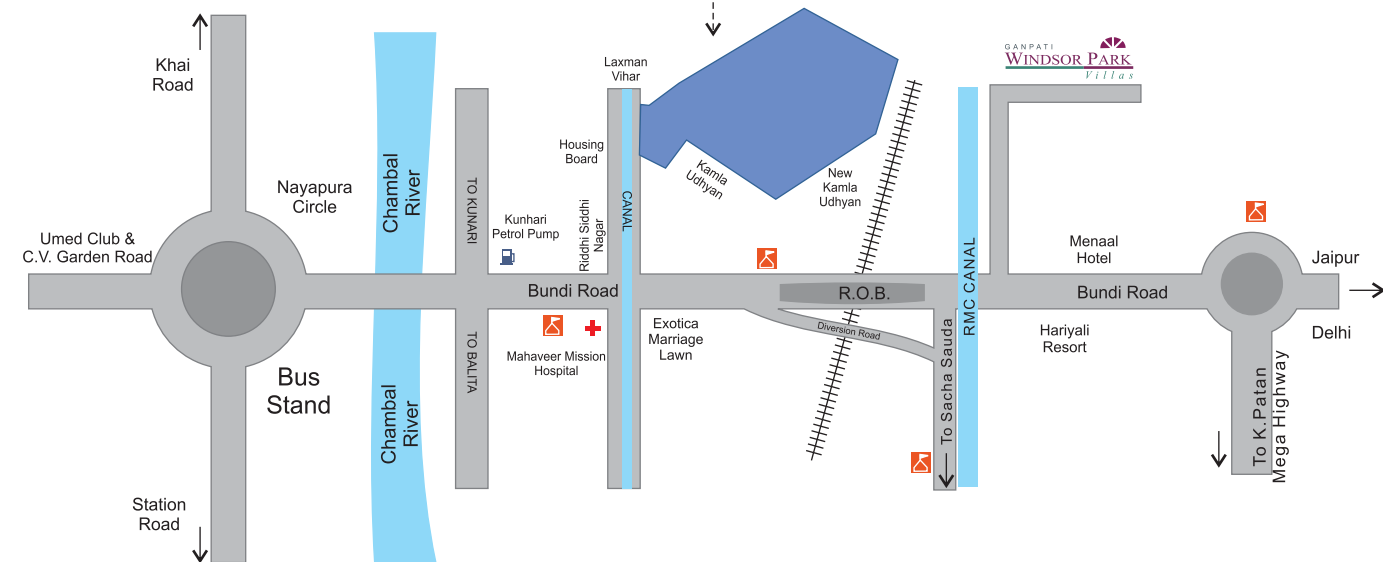 Khai
Road
Nayapura
Circle
Umed Club &
C.V. Garden Road
Bus
Stand
Station
Road
Chambal
River
Chambal
River
TO KUNARI
TO BALITA
Kunhari
Petrol Pump
Laxman
Vihar
Housing
Board
Riddhi Siddhi
Nagar
CANAL
Bundi Road
Mahaveer Mission
Hospital
Exotica
Marriage
Lawn
Kamla
Udhyan
New
Kamla
Udhyan
R.O.B.
Diversion Road
To Sacha Sauda
RMC CANAL
GANPATI
WINDSOR PARK
Villas
Menaal
Hotel
Bundi Road
Hariyali
Resort
Jaipur
Delhi
To K.Patan
Mega Highway